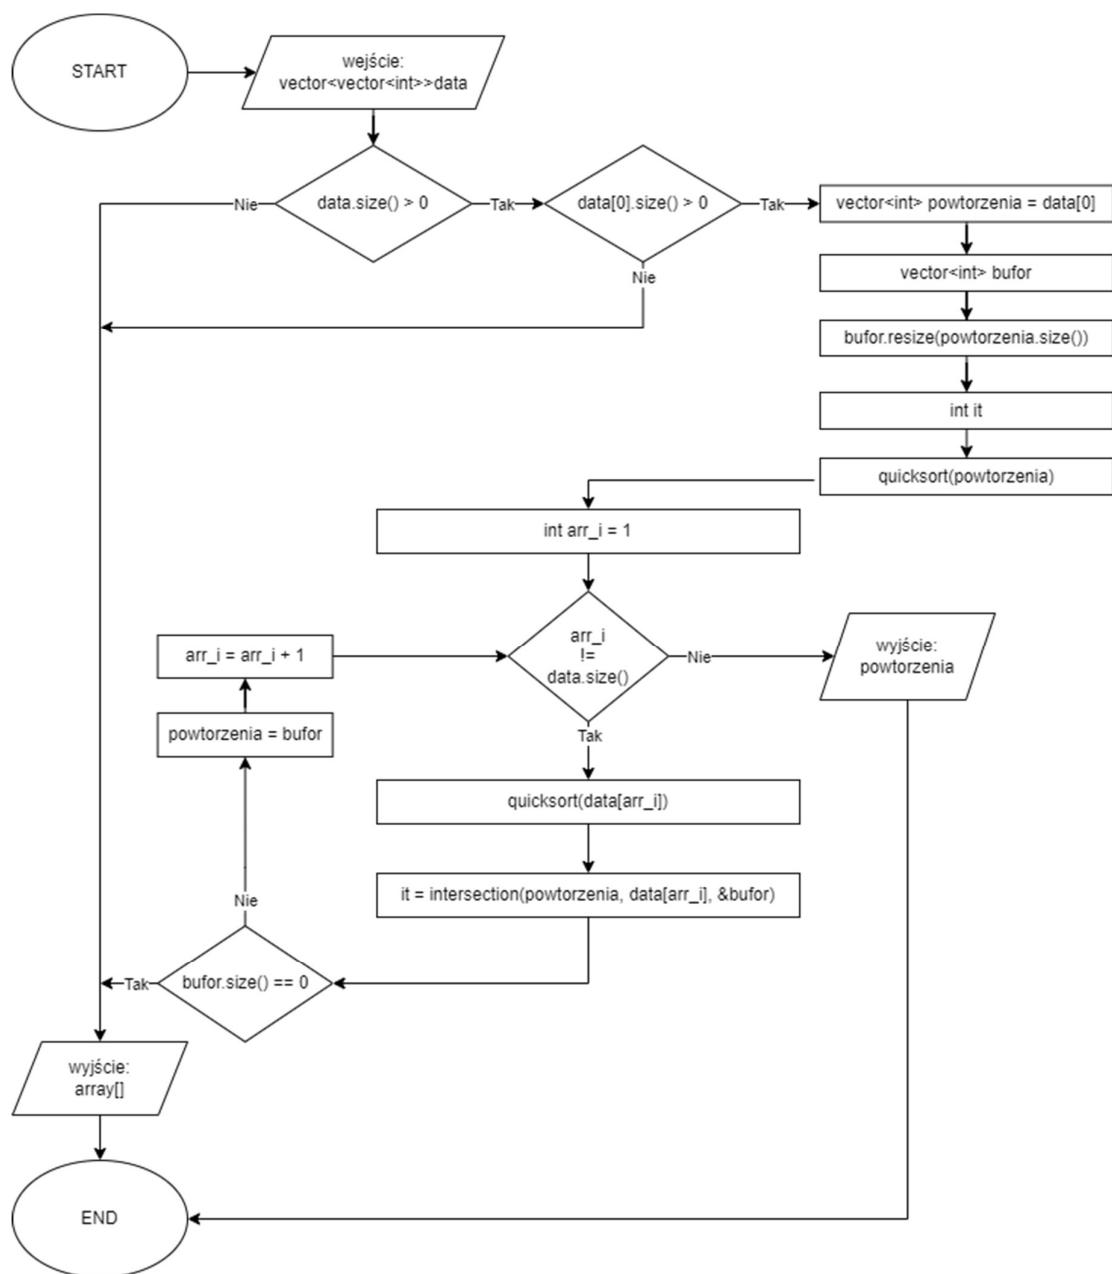 START
wejście:
vector<vector<int>>data
data.size() > 0
Nie
Tak
data[0].size() > 0
Tak
Nie
vector<int> powtorzenia = data[0]
vector<int> bufor
bufor.resize(powtorzenia.size())
int it
quicksort(powtorzenia)
int arr_i = 1
arr_i
!=
data.size()
Nie
wyjście:
powtorzenia
Tak
quicksort(data[arr_i])
it = intersection(powtorzenia, data[arr_i], &bufor)
bufor.size() == 0
Nie
powtorzenia = bufor
arr_i = arr_i + 1
Tak
wyjście:
array[]
END